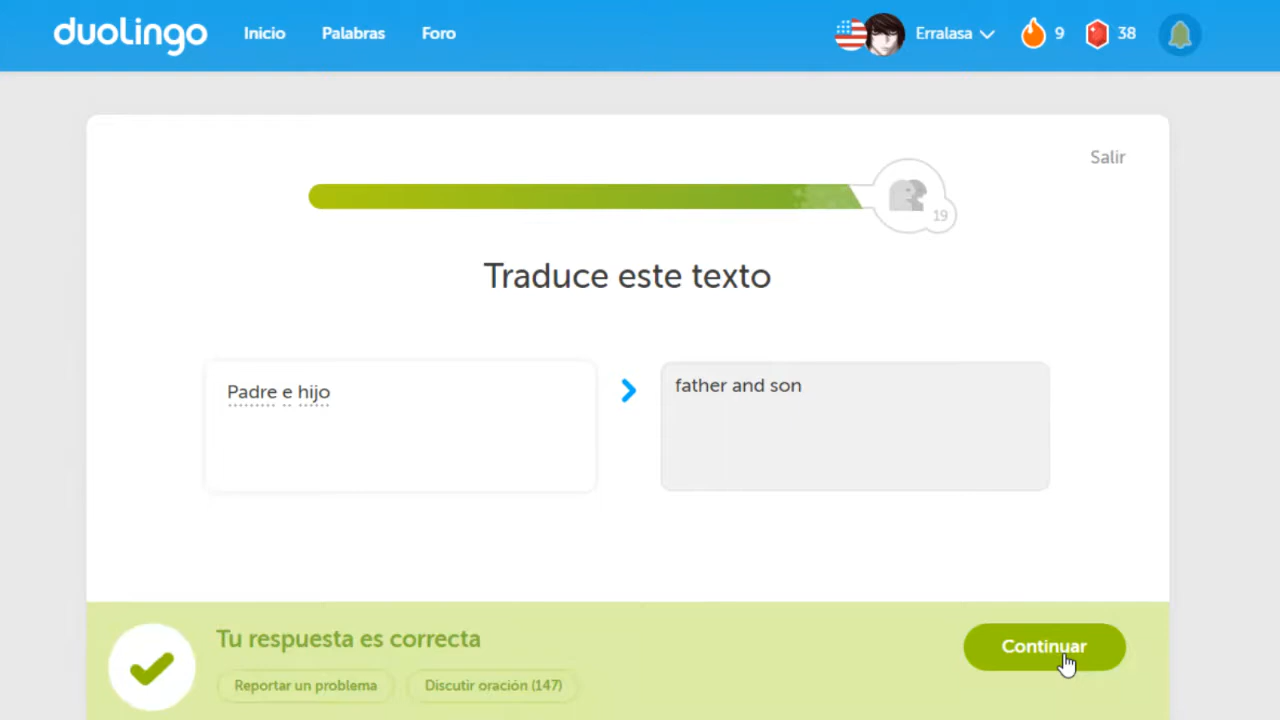 duolingo Inicio Palabras Foro Erralasa 9 38
Salir
19
Traduce este texto
Padre e hijo father and son
Tu respuesta es correcta
Continuar
Reportar un problema Discutir oración (147)